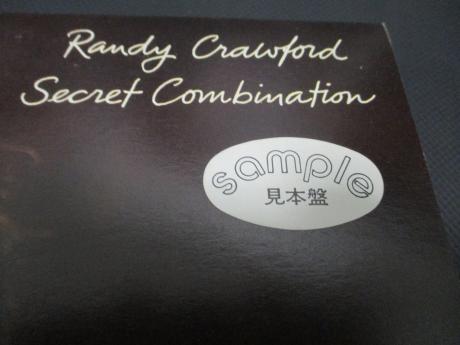 Randy Crawford
Secret Combination
sample
見本盤